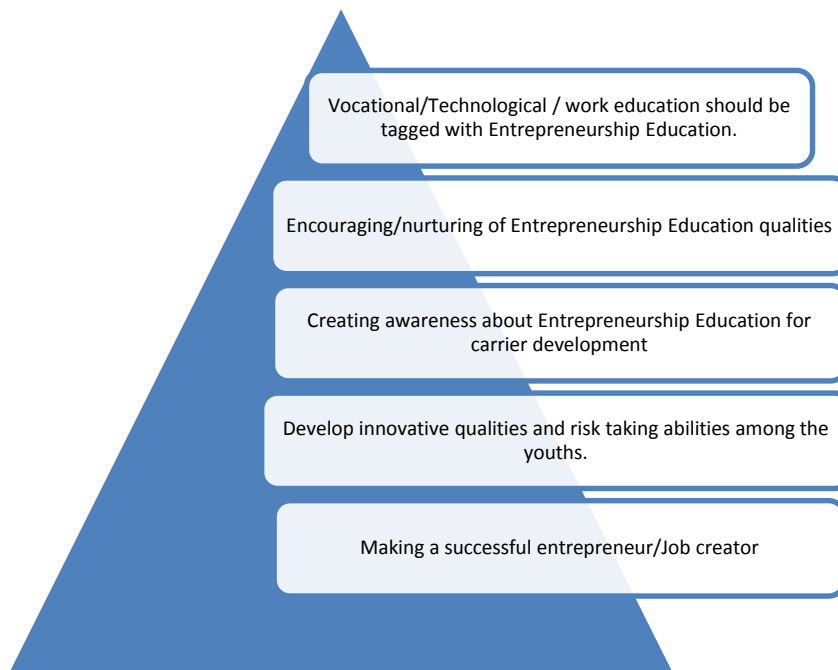 Vocational/Technological / work education should be
tagged with Entrepreneurship Education.
Encouraging/nurturing of Entrepreneurship Education qualities
Creating awareness about Entrepreneurship Education for
carrier development
Develop innovative qualities and risk taking abilities among the
youths.
Making a successful entrepreneur/Job creator